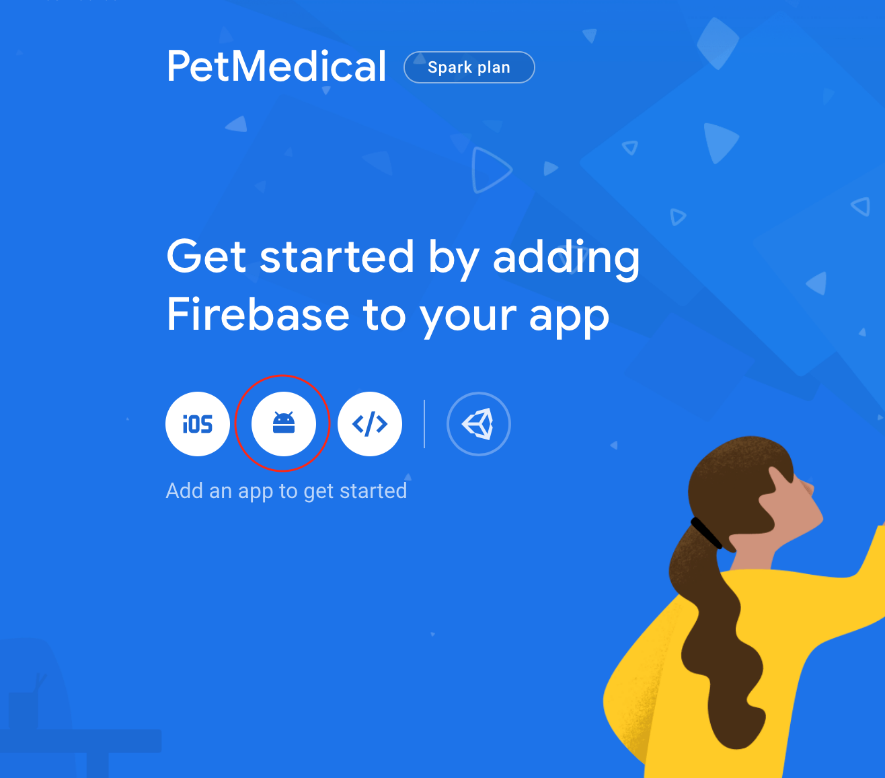 PetMedical
Spark plan
Get started by adding
Firebase to your app
iOS
</>
Add an app to get started